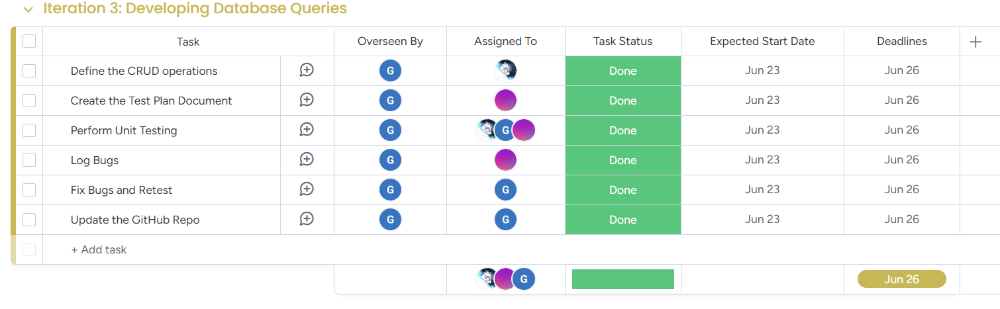 Iteration 3: Developing Database Queries
Task Overseen By Assigned To Task Status Expected Start Date Deadlines +
Define the CRUD operations G Done Jun 23 Jun 26
Create the Test Plan Document G Done Jun 23 Jun 26
Perform Unit Testing G G Done Jun 23 Jun 26
Log Bugs G Done Jun 23 Jun 26
Fix Bugs and Retest G G Done Jun 23 Jun 26
Update the GitHub Repo G G Done Jun 23 Jun 26
+ Add task
G Jun 26